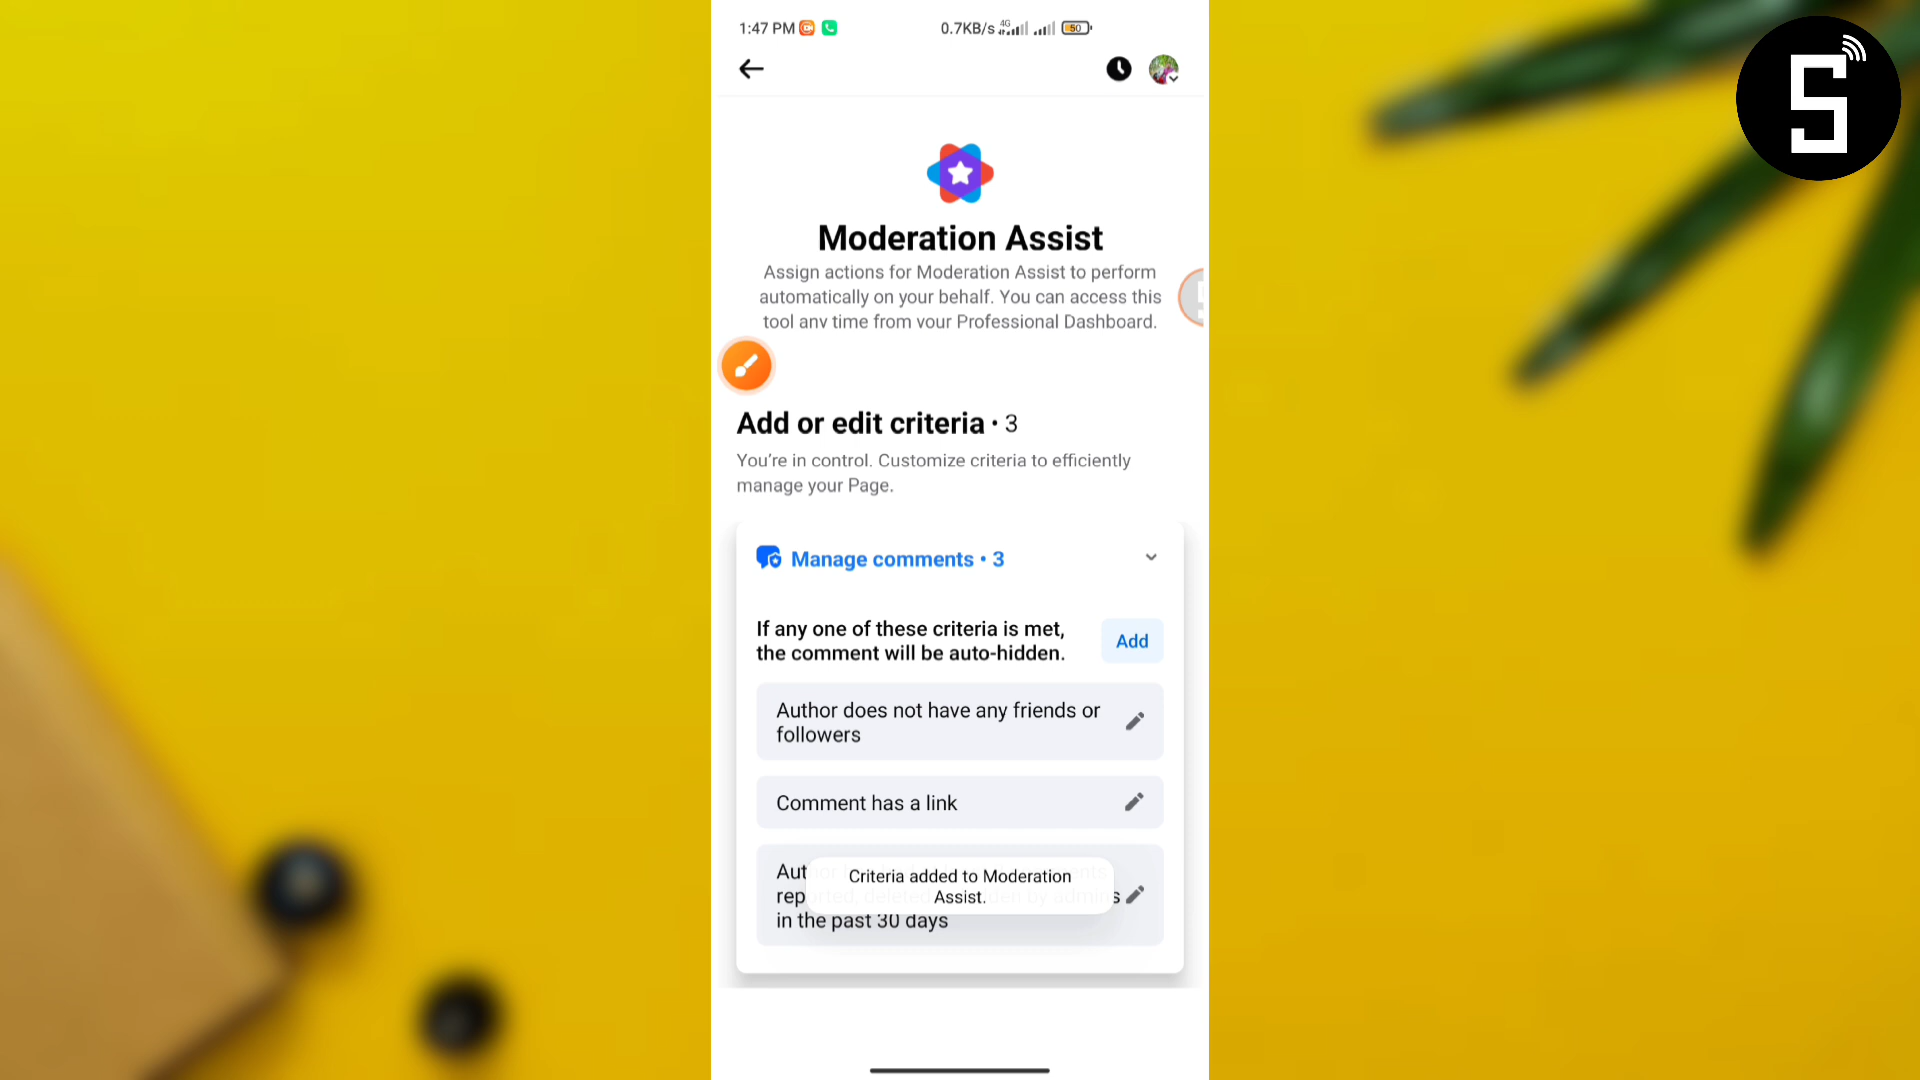 1:47 PM
0.7KB/s 4G 50
S
Moderation Assist
Assign actions for Moderation Assist to perform
automatically on your behalf. You can access this
tool any time from your Professional Dashboard.
Add or edit criteria • 3
You're in control. Customize criteria to efficiently
manage your Page.
Manage comments • 3
If any one of these criteria is met,
the comment will be auto-hidden.
Add
Author does not have any friends or
followers
Comment has a link
in the past 30 days
Criteria added to Moderation
Assist.